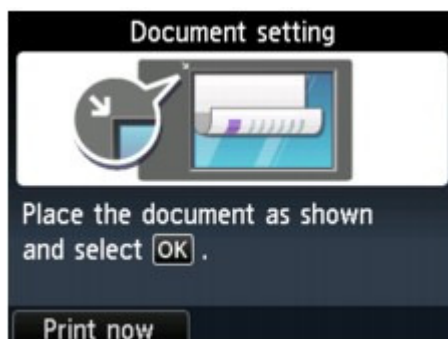 Document setting
Place the document as shown
and select OK .
Print now